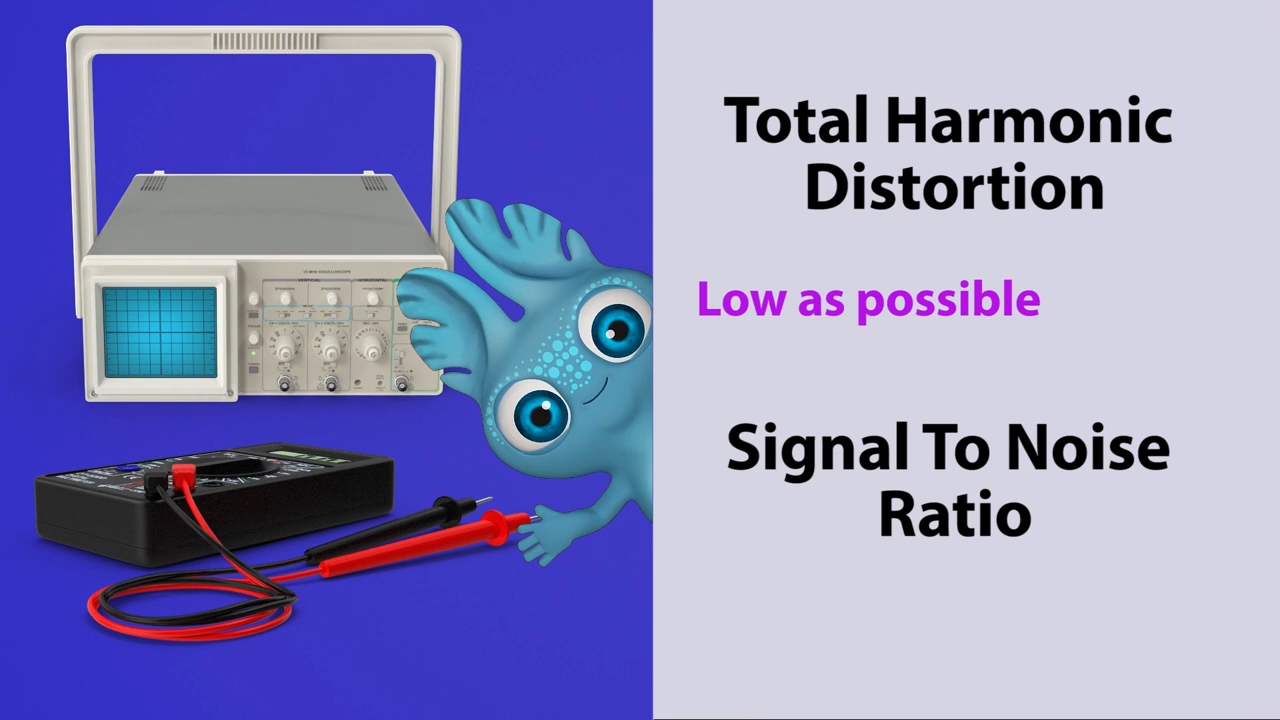 Total Harmonic
Distortion
Low as possible
Signal To Noise
Ratio